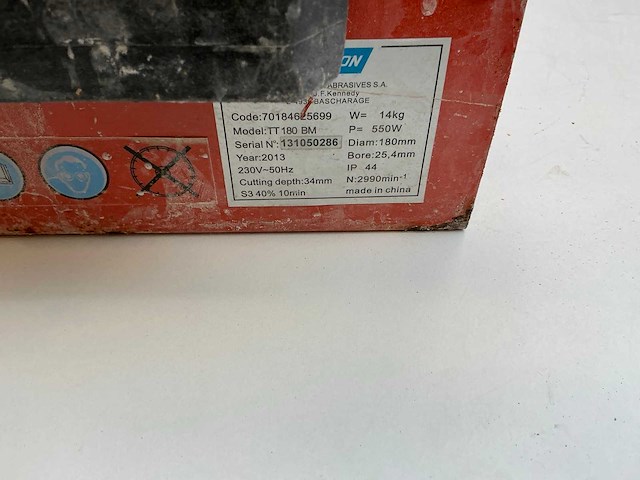 ON
ABRASIVES S.A.
J.F.Kennedy
BASCHARAGE
Code:70184625699 W= 14kg
Model:TT180 BM P= 550W
Serial N°: 131050286 Diam:180mm
Year:2013 Bore:25,4mm
230V~50Hz IP 44
Cutting depth:34mm N:2990min⁻¹
S3 40% 10min made in china